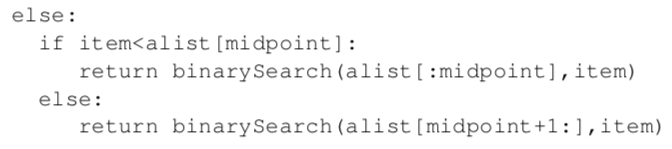 else:
  if item<alist[midpoint]:
    return binarySearch(alist[:midpoint],item)
  else:
    return binarySearch(alist[midpoint+1:],item)